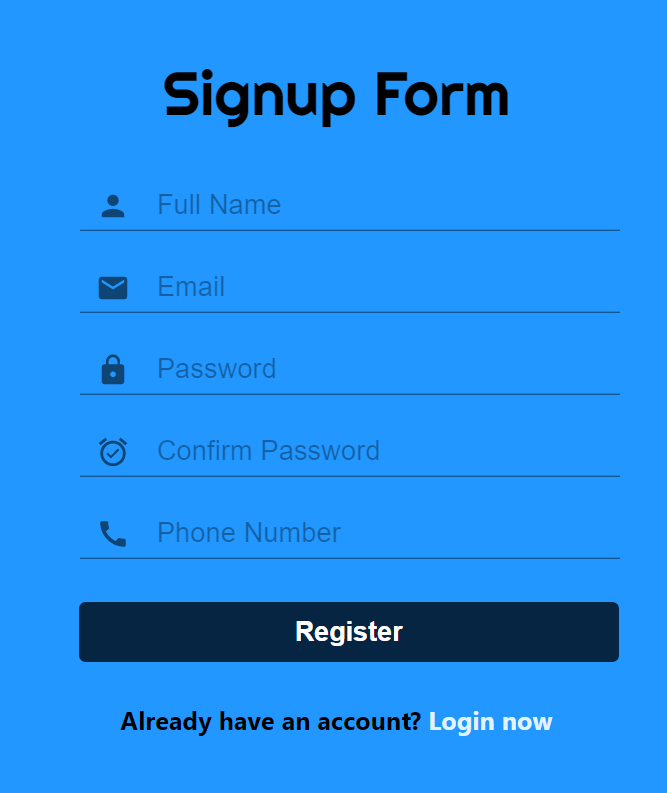 Signup Form
Full Name
Email
Password
Confirm Password
Phone Number
Register
Already have an account? Login now